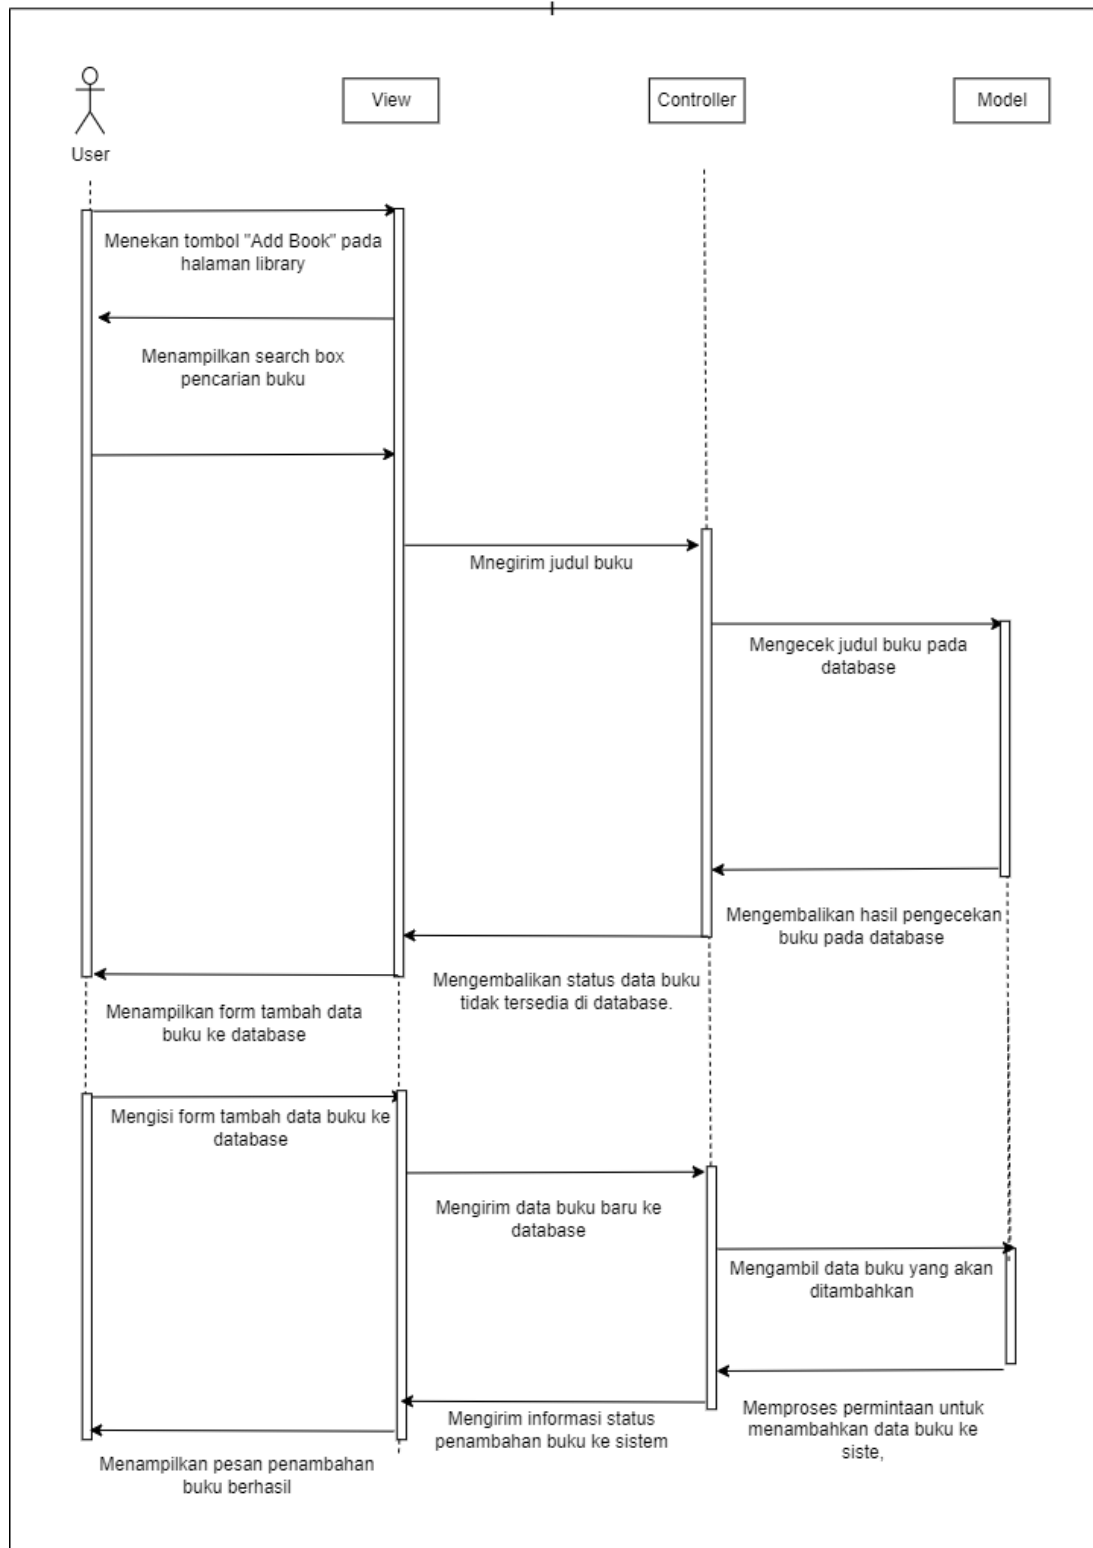 User
View
Controller
Model
Menekan tombol "Add Book" pada
halaman library
Menampilkan search box
pencarian buku
Mnegirim judul buku
Mengecek judul buku pada
database
Mengembalikan hasil pengecekan
buku pada database
Mengembalikan status data buku
tidak tersedia di database.
Menampilkan form tambah data
buku ke database
Mengisi form tambah data buku ke
database
Mengirim data buku baru ke
database
Mengambil data buku yang akan
ditambahkan
Memproses permintaan untuk
menambahkan data buku ke
siste,
Mengirim informasi status
penambahan buku ke sistem
Menampilkan pesan penambahan
buku berhasil